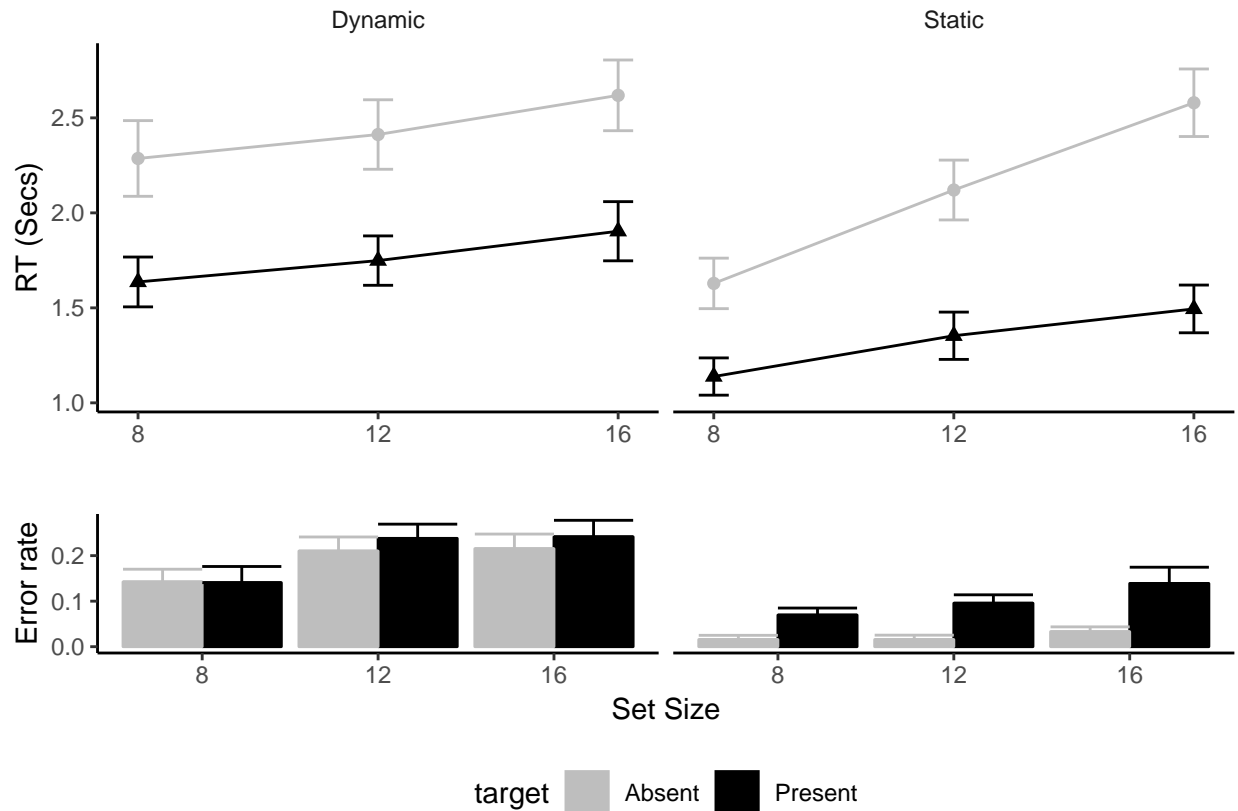 Dynamic Static
RT (Secs)
2.5
2.0
1.5
1.0
8 12 16 8 12 16
Error rate
0.2
0.1
0.0
8 12 16 8 12 16
Set Size
target Absent Present